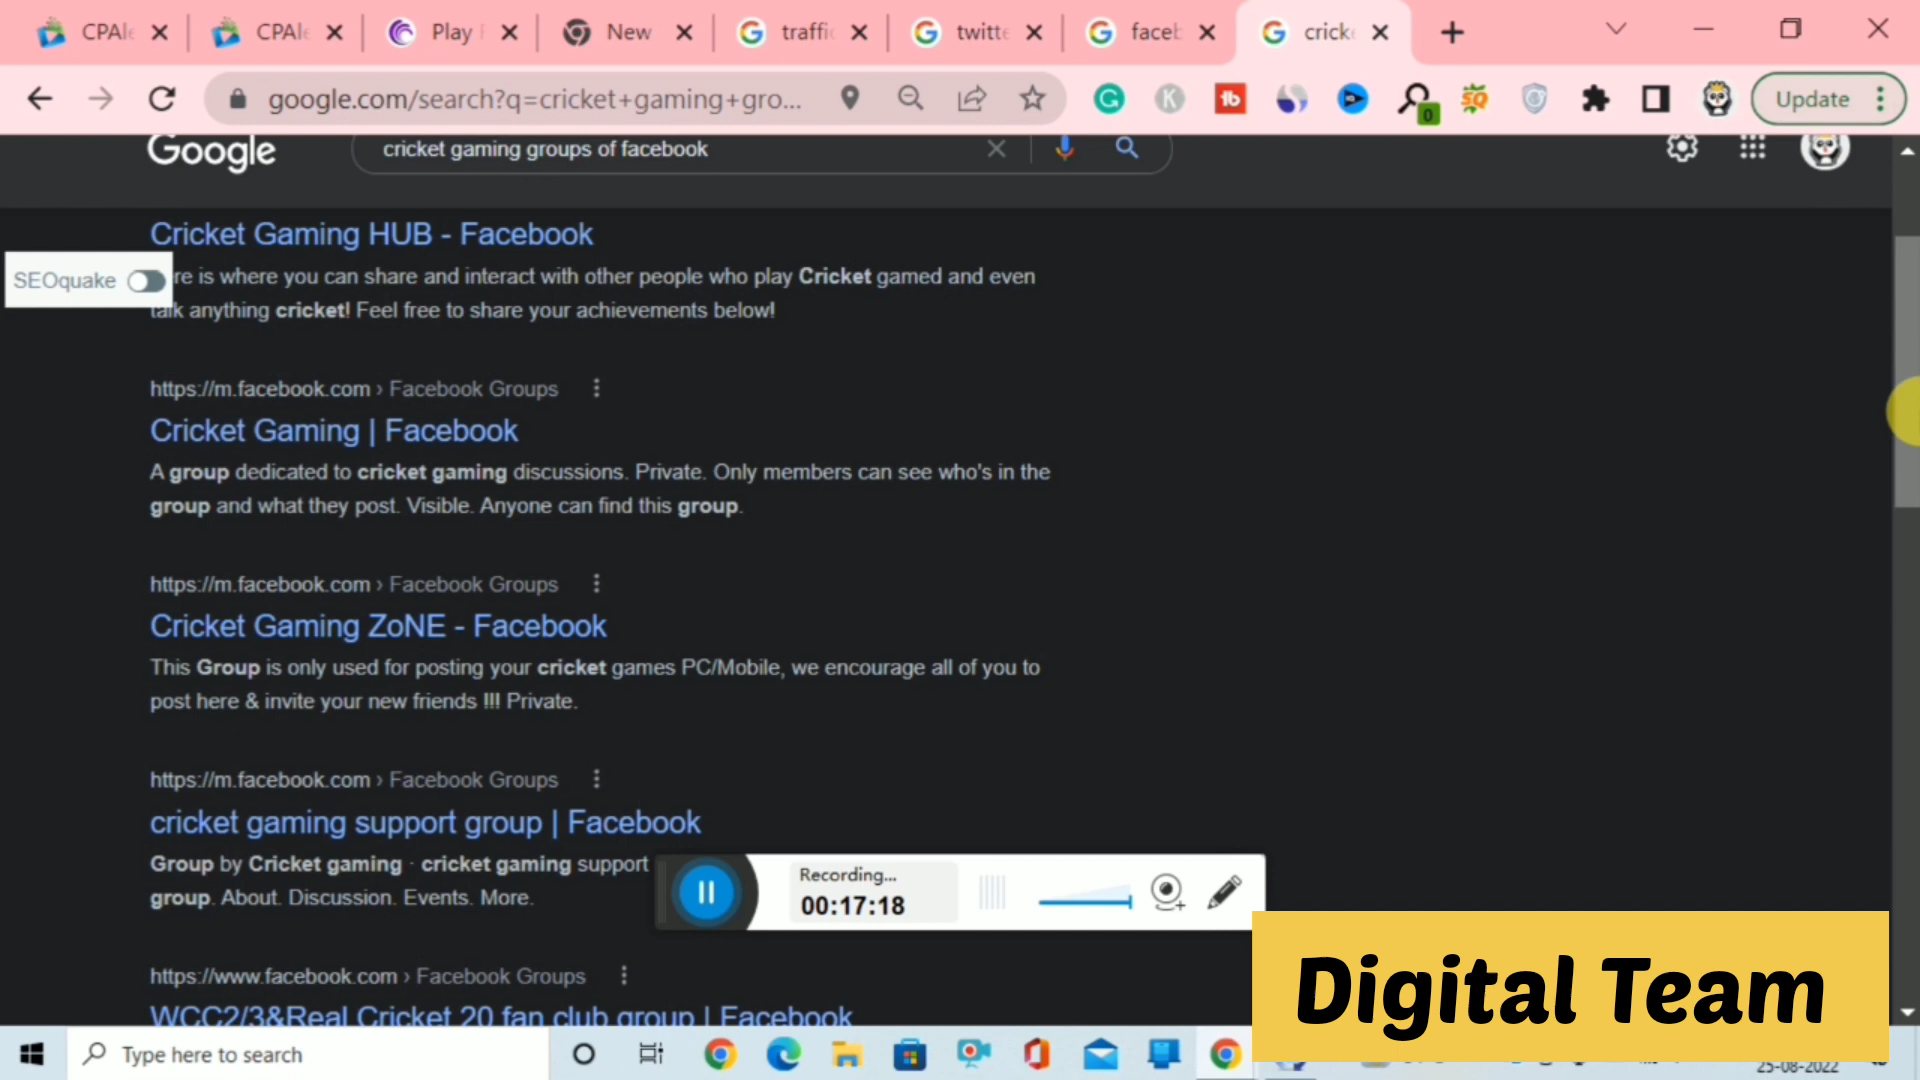 CPAle
CPAle
Play
New
traffi
twitte
faceb
crick
google.com/search?q=cricket+gaming+gro...
0
SQ
Update
Google
cricket gaming groups of facebook
Cricket Gaming HUB - Facebook
SEOquake
re is where you can share and interact with other people who play Cricket gamed and even
talk anything cricket! Feel free to share your achievements below!
https://m.facebook.com › Facebook Groups
Cricket Gaming | Facebook
A group dedicated to cricket gaming discussions. Private. Only members can see who's in the
group and what they post. Visible. Anyone can find this group.
https://m.facebook.com › Facebook Groups
Cricket Gaming ZoNE - Facebook
This Group is only used for posting your cricket games PC/Mobile, we encourage all of you to
post here & invite your new friends !!! Private.
https://m.facebook.com › Facebook Groups
cricket gaming support group | Facebook
Group by Cricket gaming · cricket gaming support
group. About. Discussion. Events. More.
Recording...
00:17:18
https://www.facebook.com › Facebook Groups
WCC2/3&Real Cricket 20 fan club group | Facebook
Digital Team
Type here to search
25-08-2022